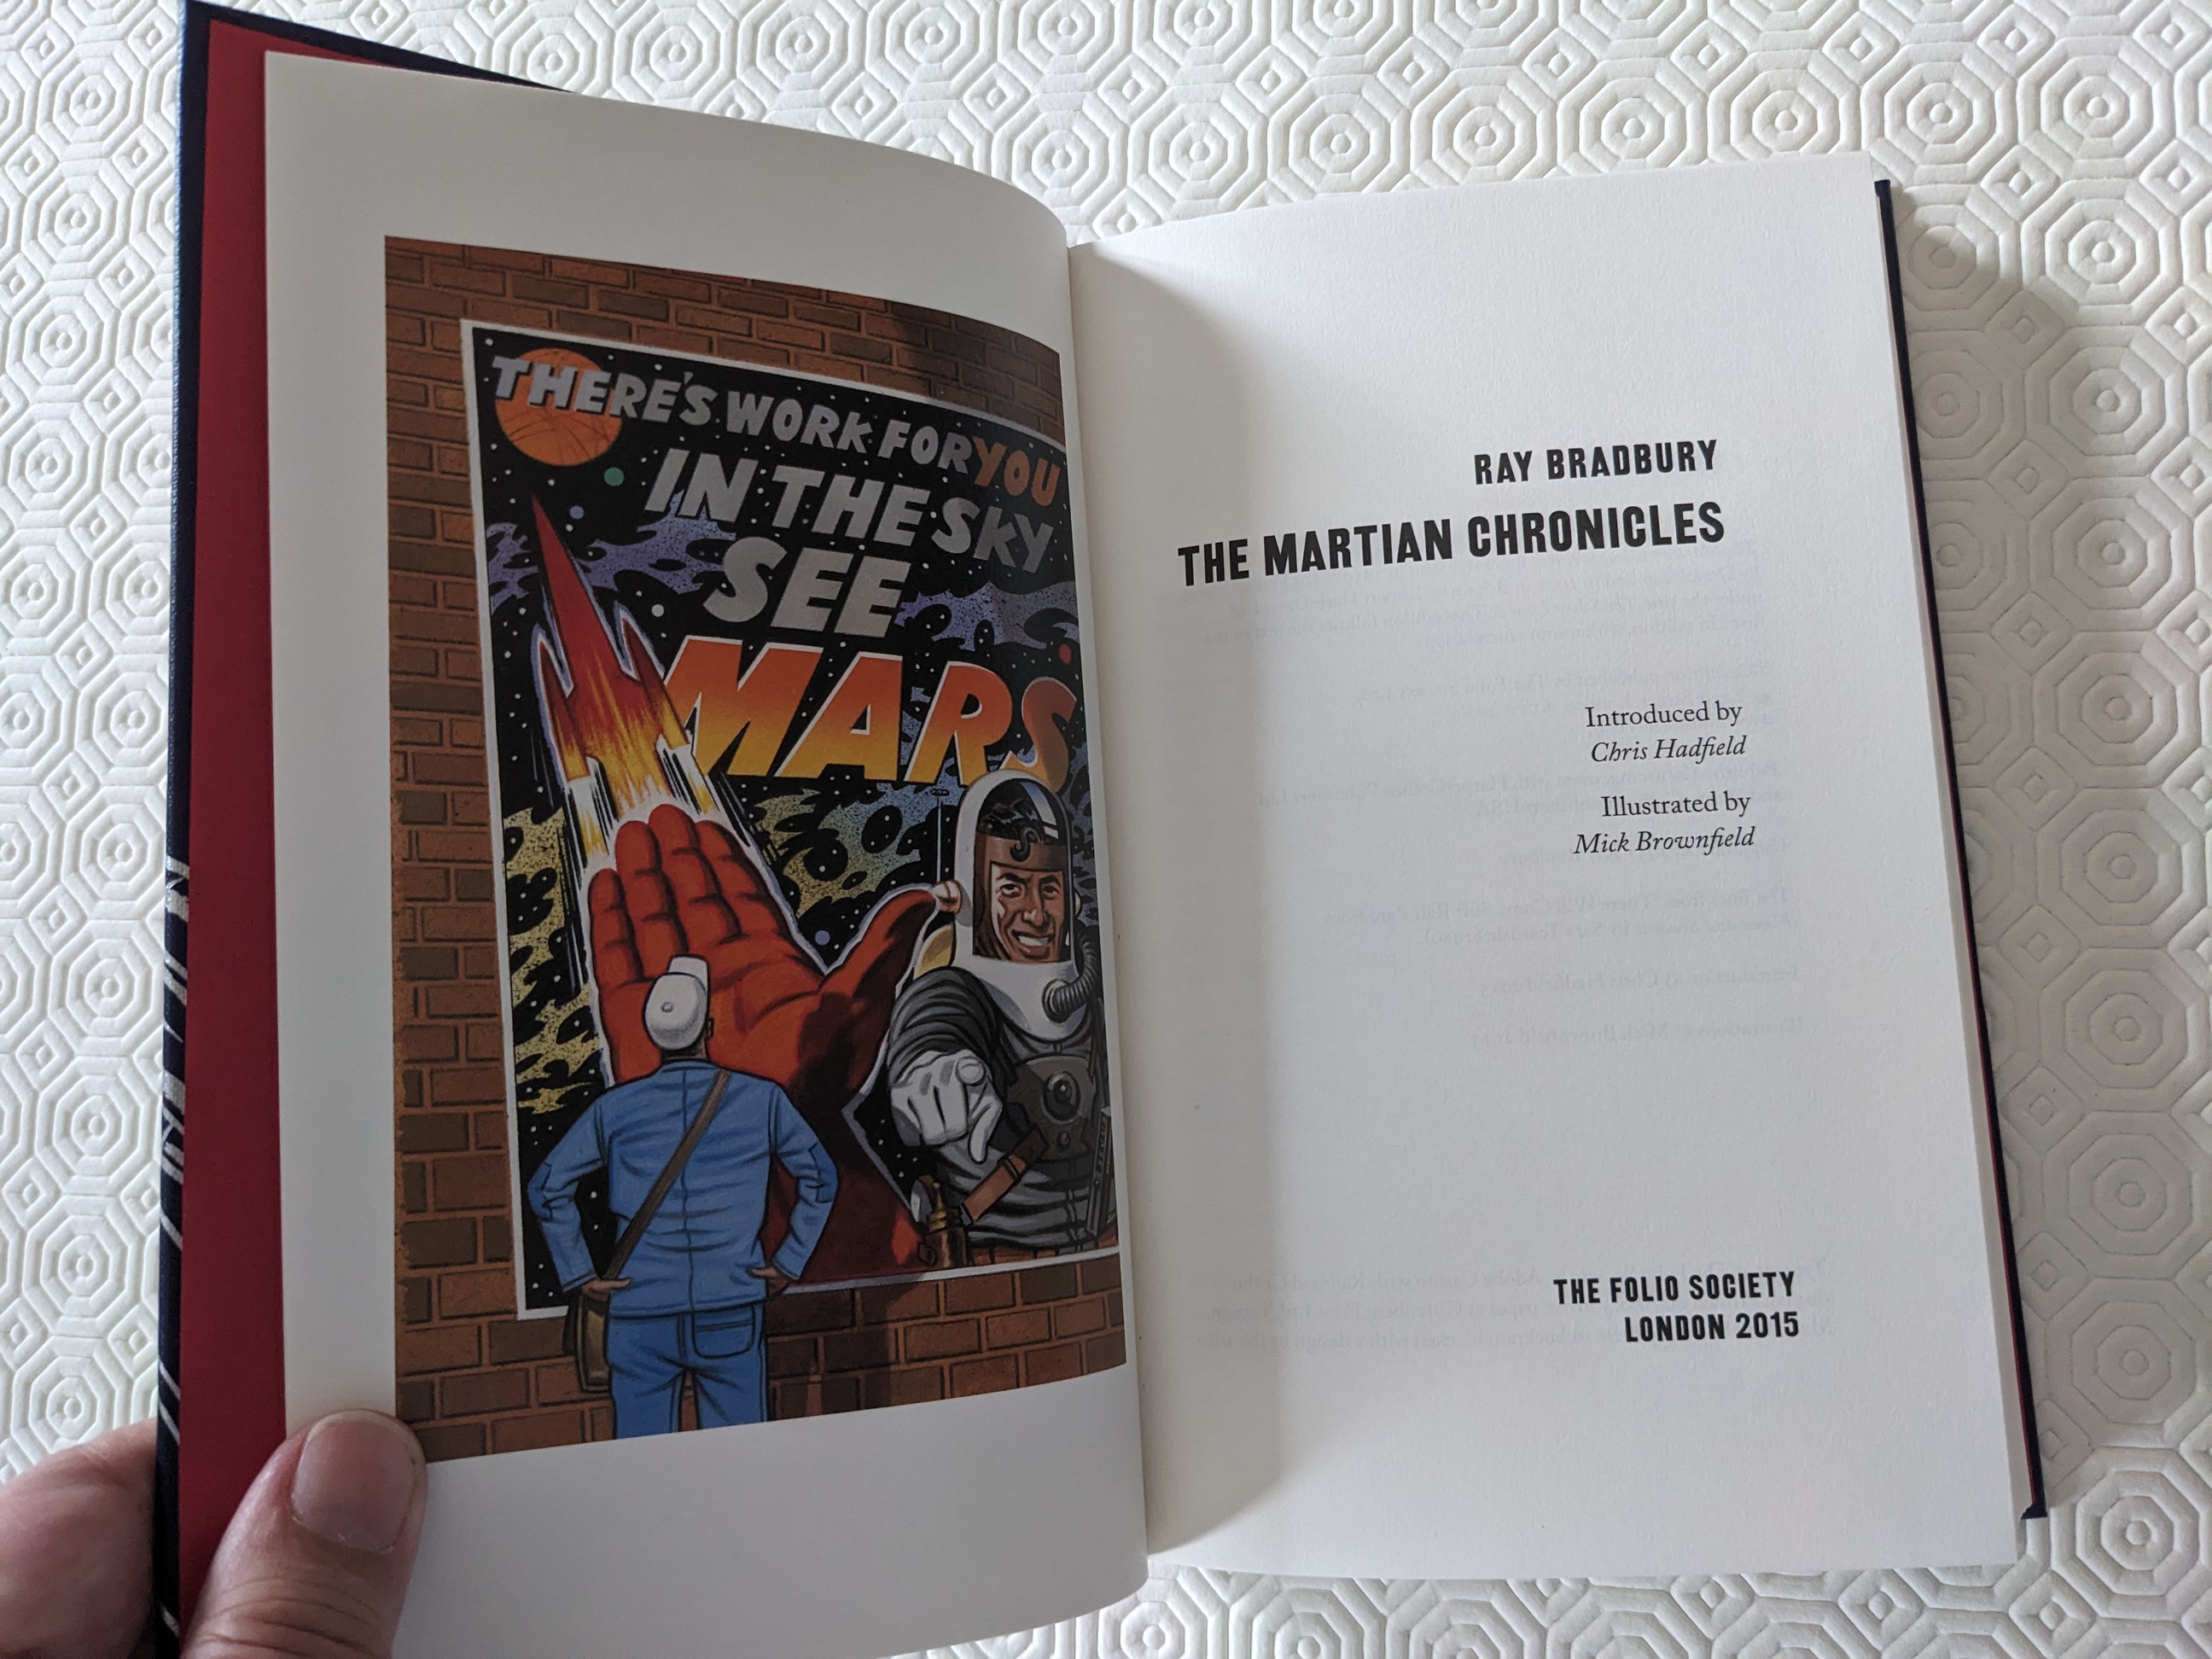 THERE'S WORK FOR YOU
IN THE SKY
SEE
MARS
RAY BRADBURY
THE MARTIAN CHRONICLES
Introduced by
Chris Hadfield
Illustrated by
Mick Brownfield
THE FOLIO SOCIETY
LONDON 2015